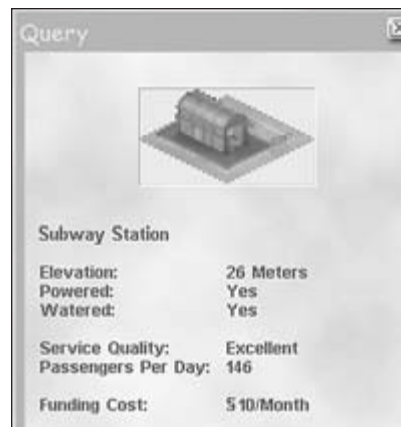 Query
Subway Station
Elevation: 26 Meters
Powered: Yes
Watered: Yes
Service Quality: Excellent
Passengers Per Day: 146
Funding Cost: $10/Month